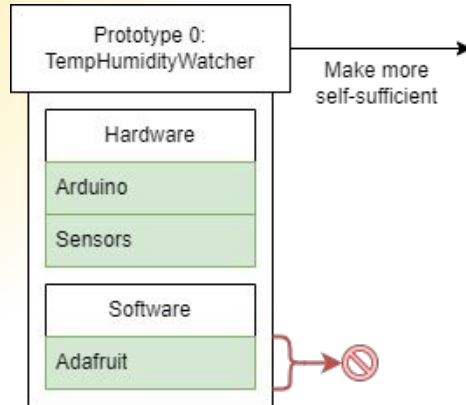 Prototype 0:
TempHumidityWatcher
Make more
self-sufficient
Hardware
Arduino
Sensors
Software
Adafruit